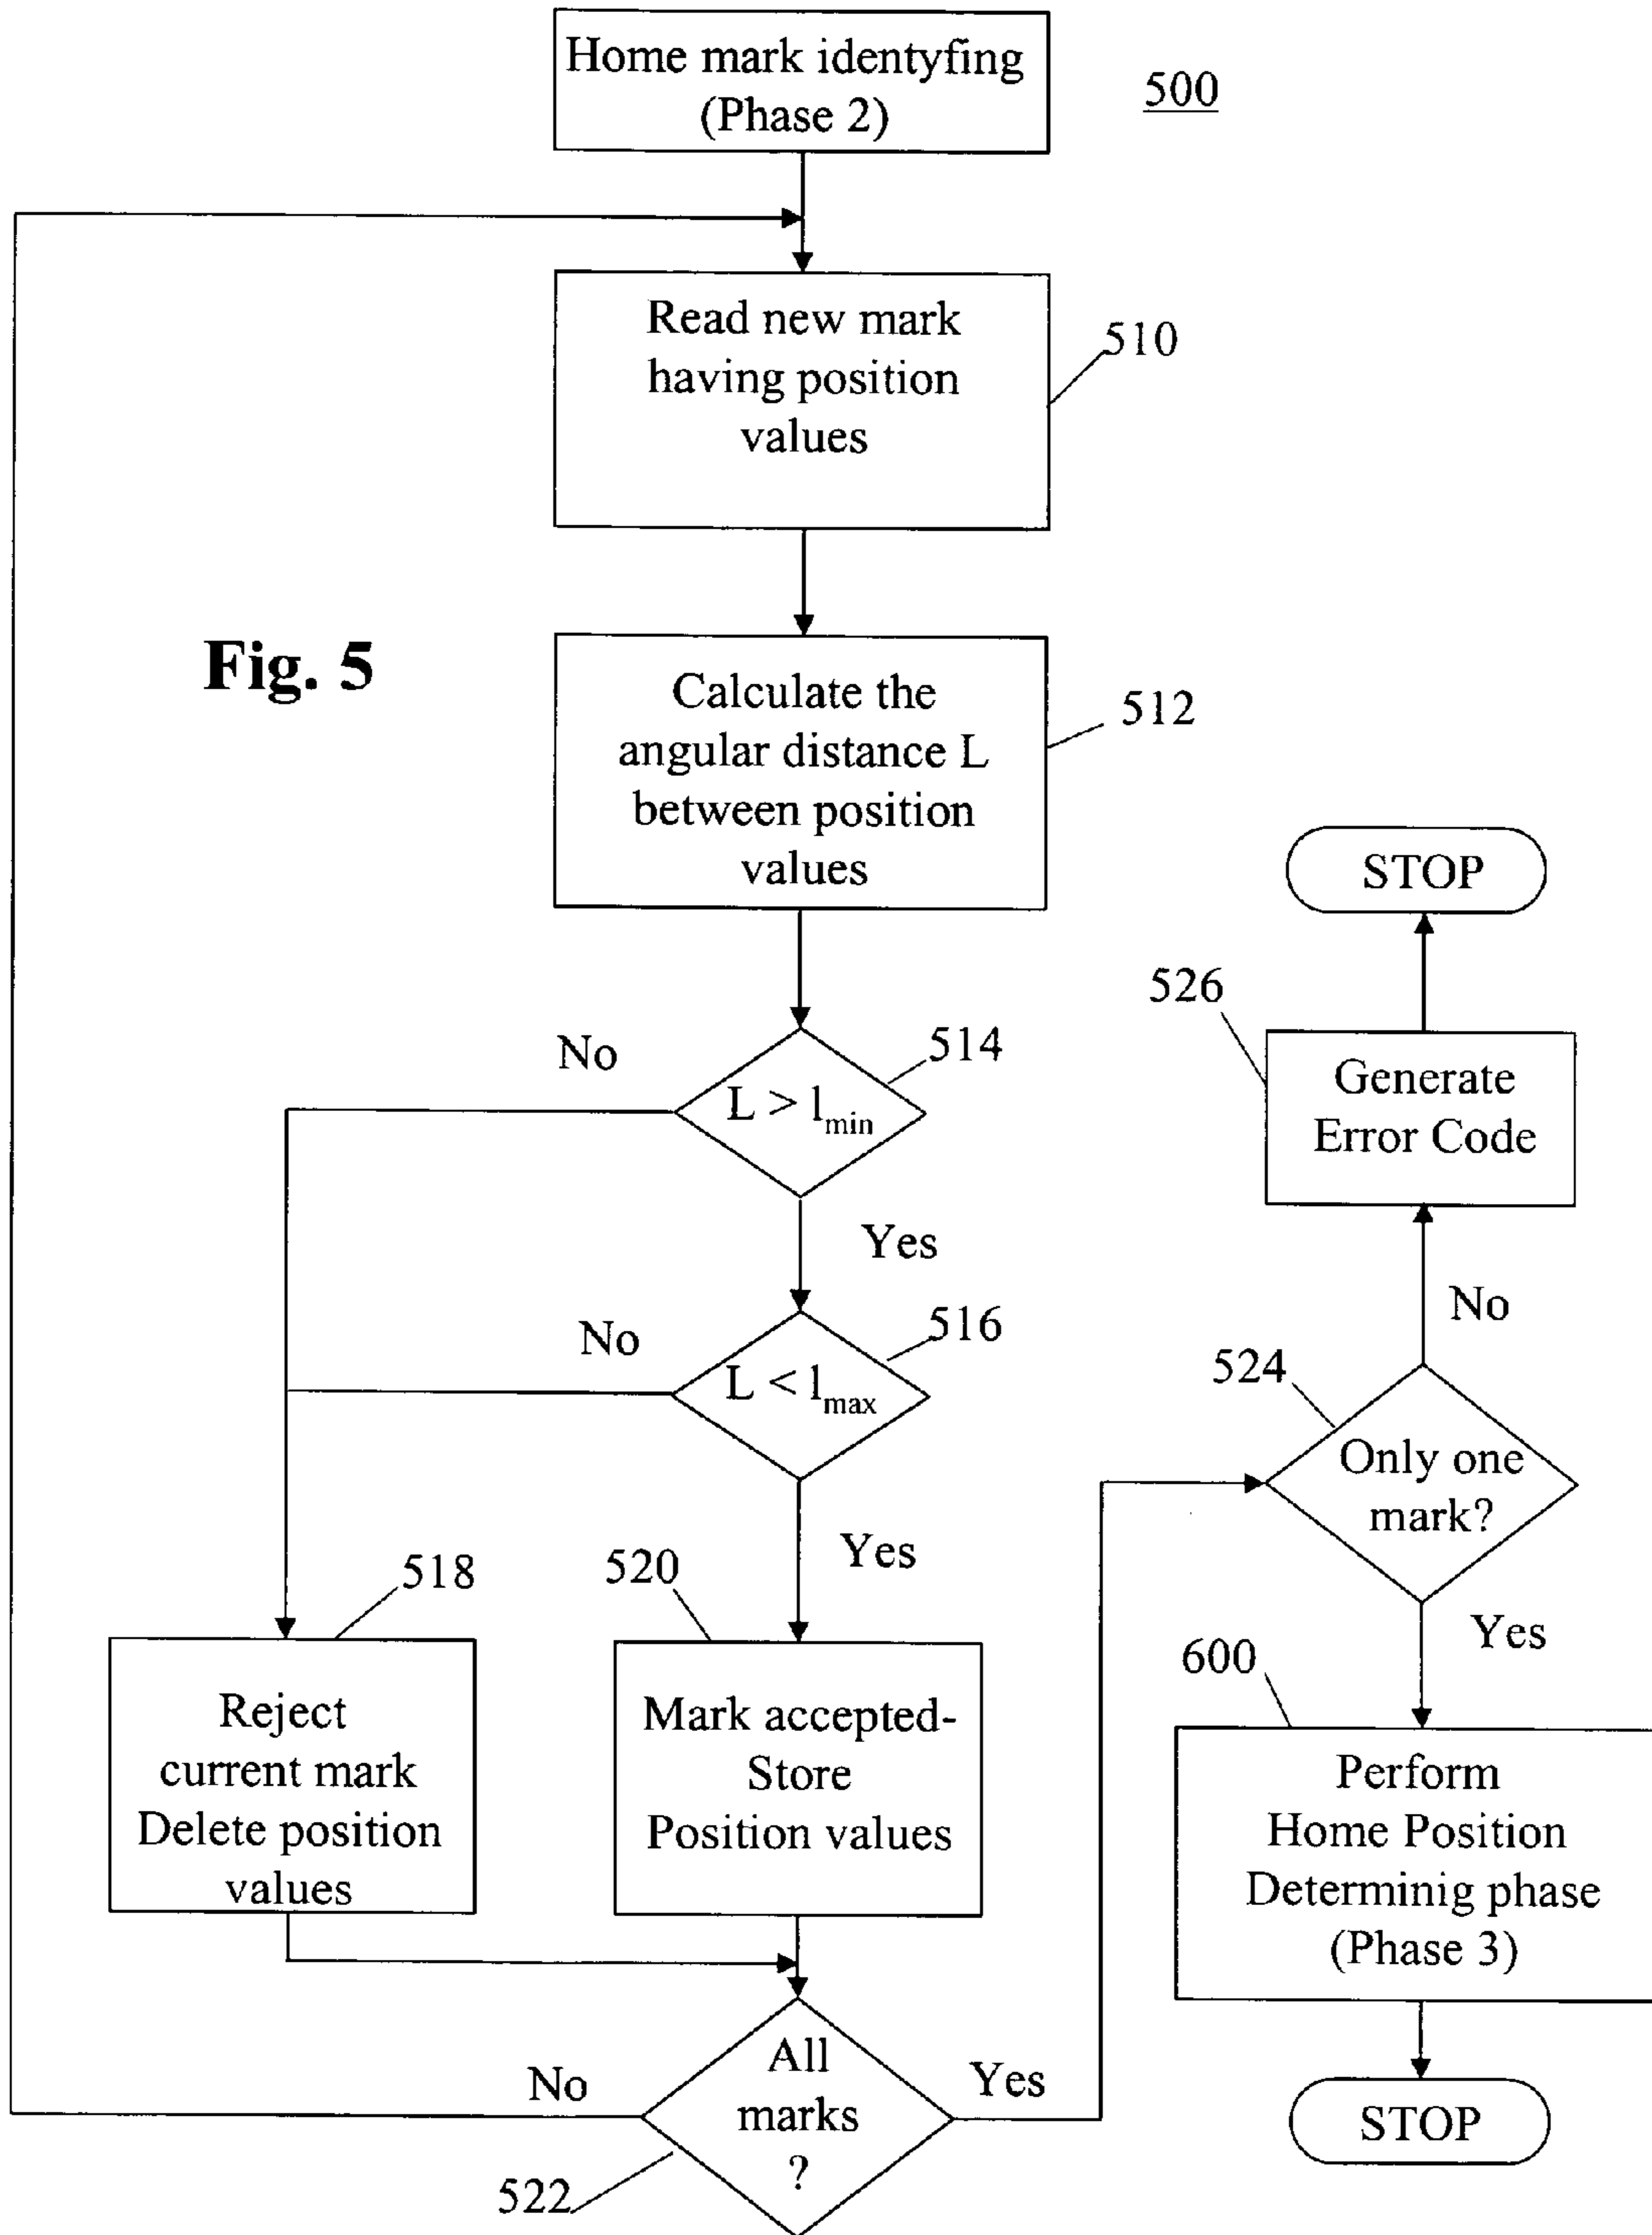 Home mark identyfing
(Phase 2)
500
Read new mark
having position
values
510
Fig. 5
Calculate the
angular distance L
between position
values
512
STOP
526
Generate
Error Code
No
L > l_min
514
Yes
No
L < l_max
516
Yes
No
524
Only one
mark?
Yes
518
Reject
current mark
Delete position
values
520
Mark accepted-
Store
Position values
600
Perform
Home Position
Determinig phase
(Phase 3)
No
All
marks
?
Yes
522
STOP